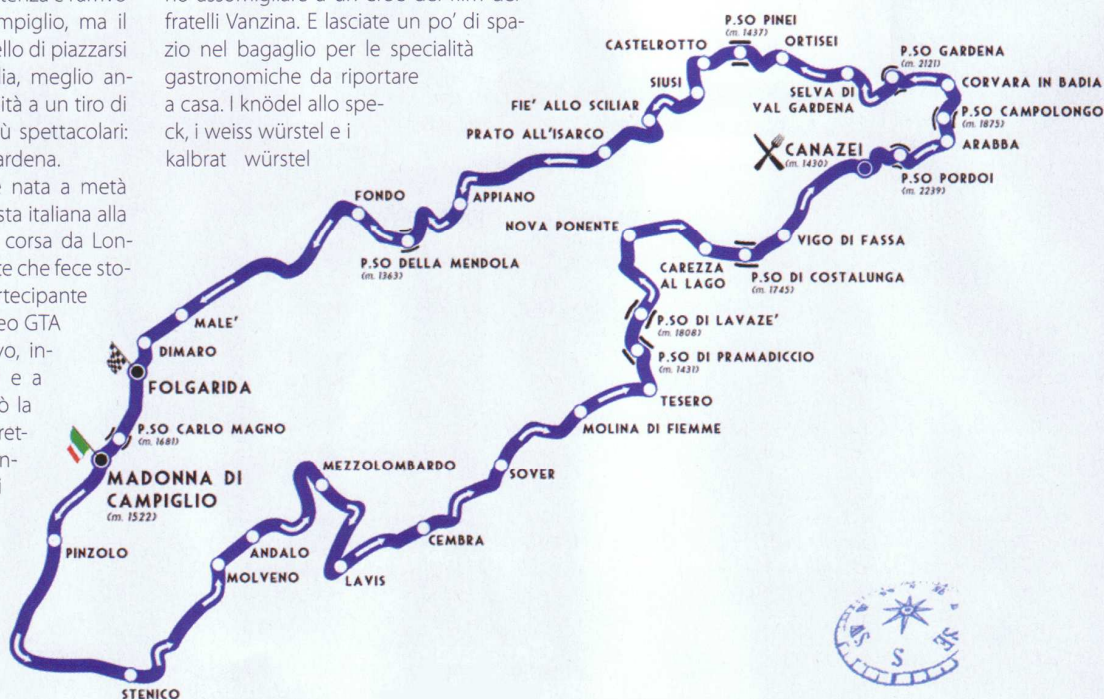 tenza e l'arrivo
mpiglio, ma il
ello di piazzarsi
lia, meglio an-
ità a un tiro di
ù spettacolari:
ardena.
e nata a metà
sta italiana alla
corsa da Lon-
te che fece sto-
rtecipante
eo GTA
vo, in-
e a
ò la
ret-
n-
i
no assomigliare a un eroe dei film dei
fratelli Vanzina. E lasciate un po' di spa-
zio nel bagaglio per le specialità
gastronomiche da riportare
a casa. I knödel allo spe-
ck, i weiss würstel e i
kalbrat würstel
P.SO PINEI
(m. 1437)
CASTELROTTO
ORTISEI
P.SO GARDENA
(m. 2121)
SIUSI
SELVA DI
VAL GARDENA
CORVARA IN BADIA
FIE' ALLO SCILIAR
P.SO CAMPOLONGO
(m. 1875)
PRATO ALL'ISARCO
CANAZEI
(m. 1430)
ARABBA
P.SO PORDOI
(m. 2239)
FONDO
APPIANO
NOVA PONENTE
VIGO DI FASSA
P.SO DELLA MENDOLA
(m. 1363)
CAREZZA
AL LAGO
P.SO DI COSTALUNGA
(m. 1745)
MALE'
P.SO DI LAVAZE'
(m. 1808)
DIMARO
P.SO DI PRAMADICCIO
(m. 1431)
FOLGARIDA
TESERO
P.SO CARLO MAGNO
(m. 1681)
MOLINA DI FIEMME
MADONNA DI
CAMPIGLIO
(m. 1522)
MEZZOLOMBARDO
SOVER
PINZOLO
ANDALO
CEMBRA
MOLVENO
LAVIS
STENICO
SE
S